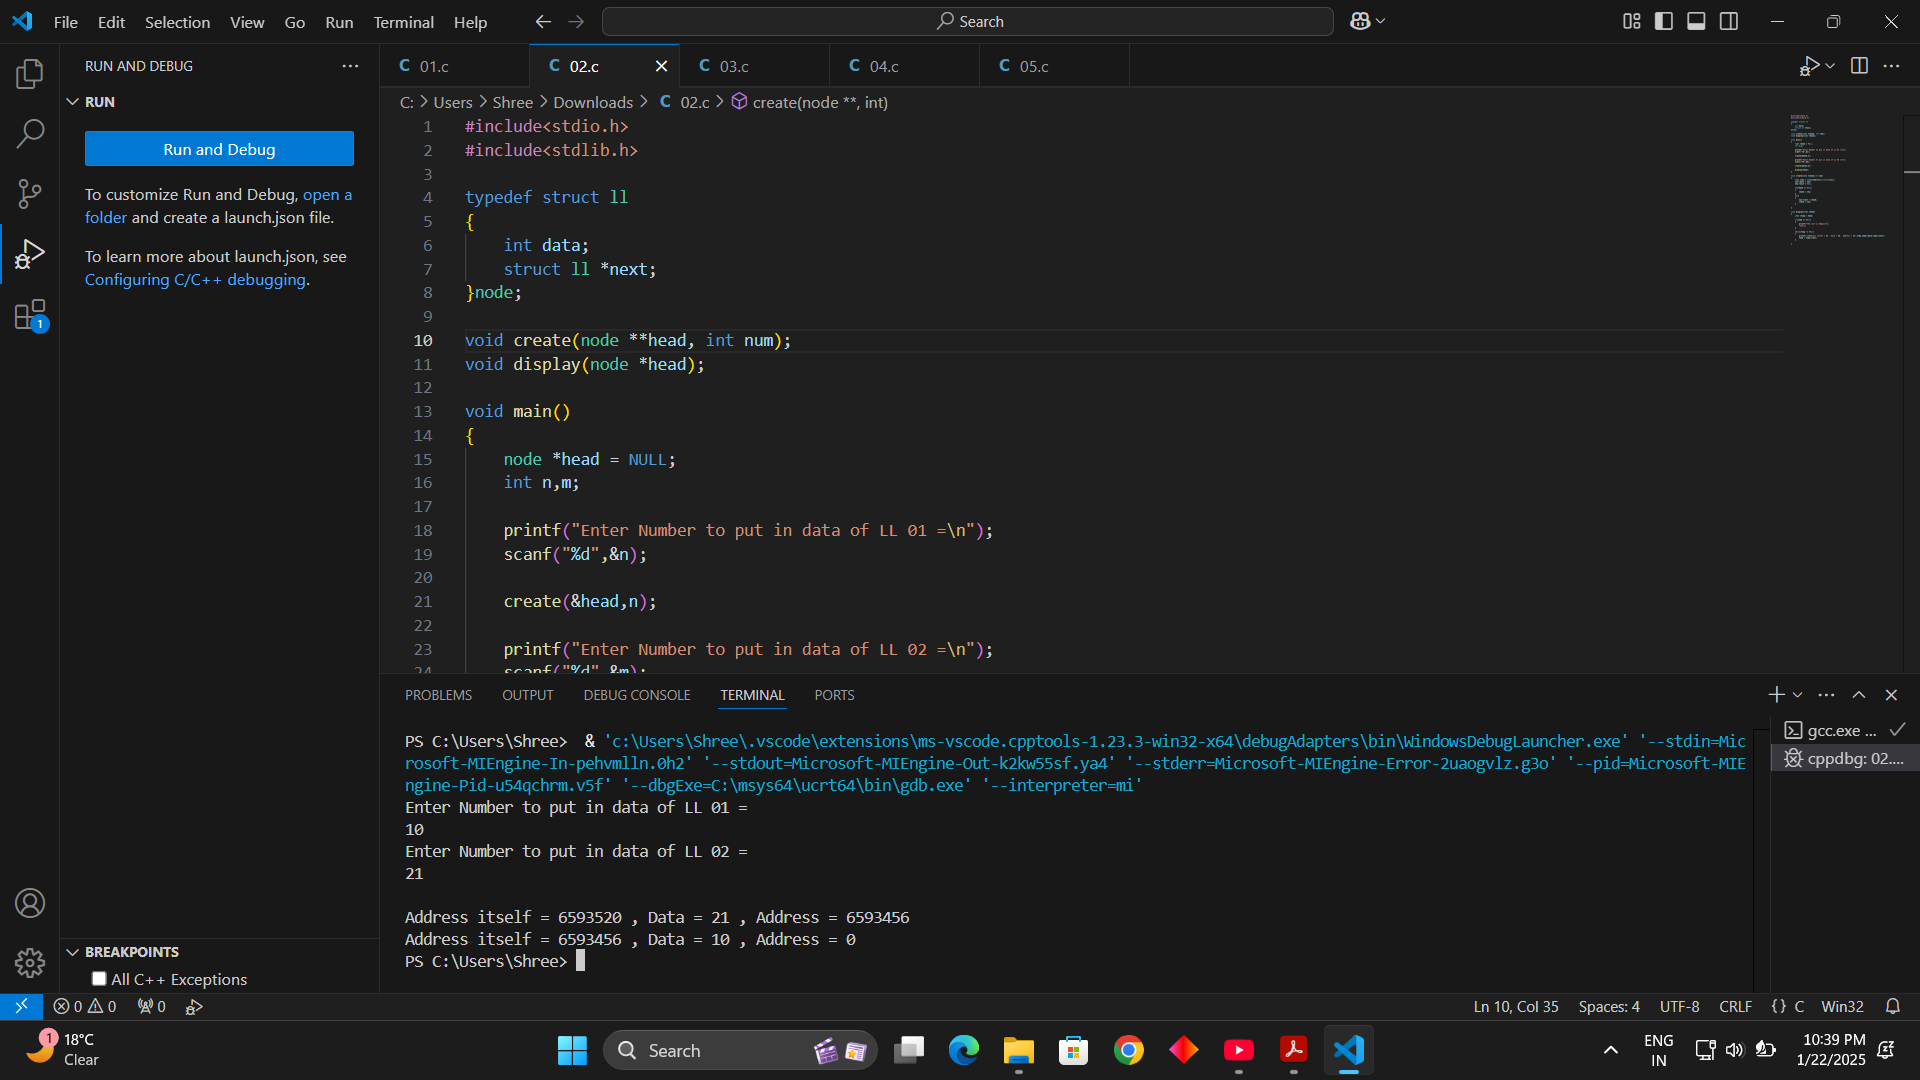 File Edit Selection View Go Run Terminal Help
Search
RUN AND DEBUG
RUN
Run and Debug
To customize Run and Debug, open a
folder and create a launch.json file.
To learn more about launch.json, see
Configuring C/C++ debugging.
1
BREAKPOINTS
All C++ Exceptions
C 01.c
C 02.c
C 03.c
C 04.c
C 05.c
C: > Users > Shree > Downloads > C 02.c > create(node **, int)
1 #include<stdio.h>
2 #include<stdlib.h>
3
4 typedef struct ll
5 {
6 int data;
7 struct ll *next;
8 }node;
9
10 void create(node **head, int num);
11 void display(node *head);
12
13 void main()
14 {
15 node *head = NULL;
16 int n,m;
17
18 printf("Enter Number to put in data of LL 01 =\n");
19 scanf("%d",&n);
20
21 create(&head,n);
22
23 printf("Enter Number to put in data of LL 02 =\n");
24 scanf("%d",&m);
PROBLEMS OUTPUT DEBUG CONSOLE TERMINAL PORTS
PS C:\Users\Shree> & 'c:\Users\Shree\.vscode\extensions\ms-vscode.cpptools-1.23.3-win32-x64\debugAdapters\bin\WindowsDebugLauncher.exe' '--stdin=Mic
rosoft-MIEngine-In-pehvmlln.0h2' '--stdout=Microsoft-MIEngine-Out-k2kw55sf.ya4' '--stderr=Microsoft-MIEngine-Error-2uaogvlz.g3o' '--pid=Microsoft-MIE
ngine-Pid-u54qchrm.v5f' '--dbgExe=C:\msys64\ucrt64\bin\gdb.exe' '--interpreter=mi'
Enter Number to put in data of LL 01 =
10
Enter Number to put in data of LL 02 =
21
Address itself = 6593520 , Data = 21 , Address = 6593456
Address itself = 6593456 , Data = 10 , Address = 0
PS C:\Users\Shree>
gcc.exe ...
cppdbg: 02....
0 0 0
Ln 10, Col 35 Spaces: 4 UTF-8 CRLF {} C Win32
1
18°C
Clear
Search
ENG
IN
10:39 PM
1/22/2025